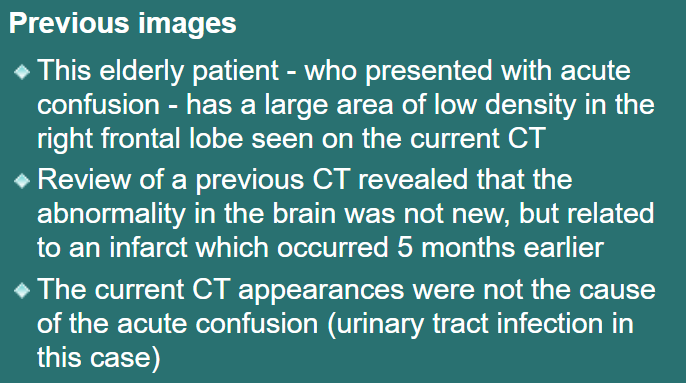 Previous images
This elderly patient - who presented with acute
confusion - has a large area of low density in the
right frontal lobe seen on the current CT
Review of a previous CT revealed that the
abnormality in the brain was not new, but related
to an infarct which occurred 5 months earlier
The current CT appearances were not the cause
of the acute confusion (urinary tract infection in
this case)